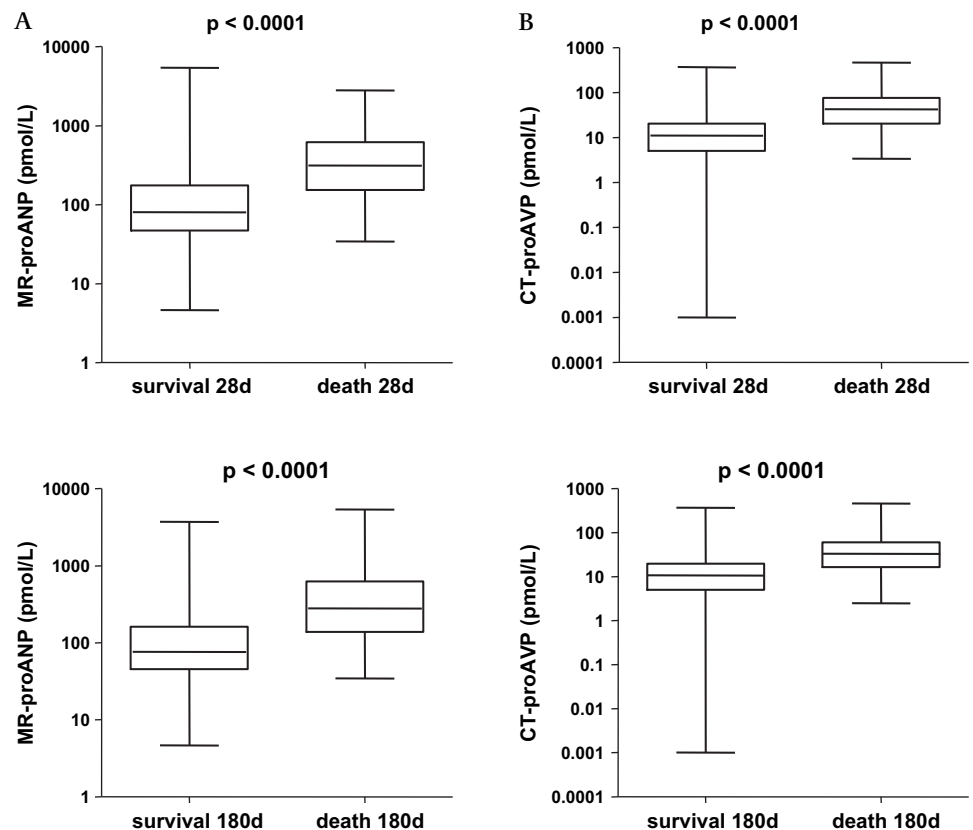 A
p < 0.0001
10000
1000
100
10
1
MR-proANP (pmol/L)
survival 28d
death 28d
B
p < 0.0001
1000
100
10
1
0.1
0.01
0.001
0.0001
CT-proAVP (pmol/L)
survival 28d
death 28d
p < 0.0001
10000
1000
100
10
1
MR-proANP (pmol/L)
survival 180d
death 180d
p < 0.0001
1000
100
10
1
0.1
0.01
0.001
0.0001
CT-proAVP (pmol/L)
survival 180d
death 180d